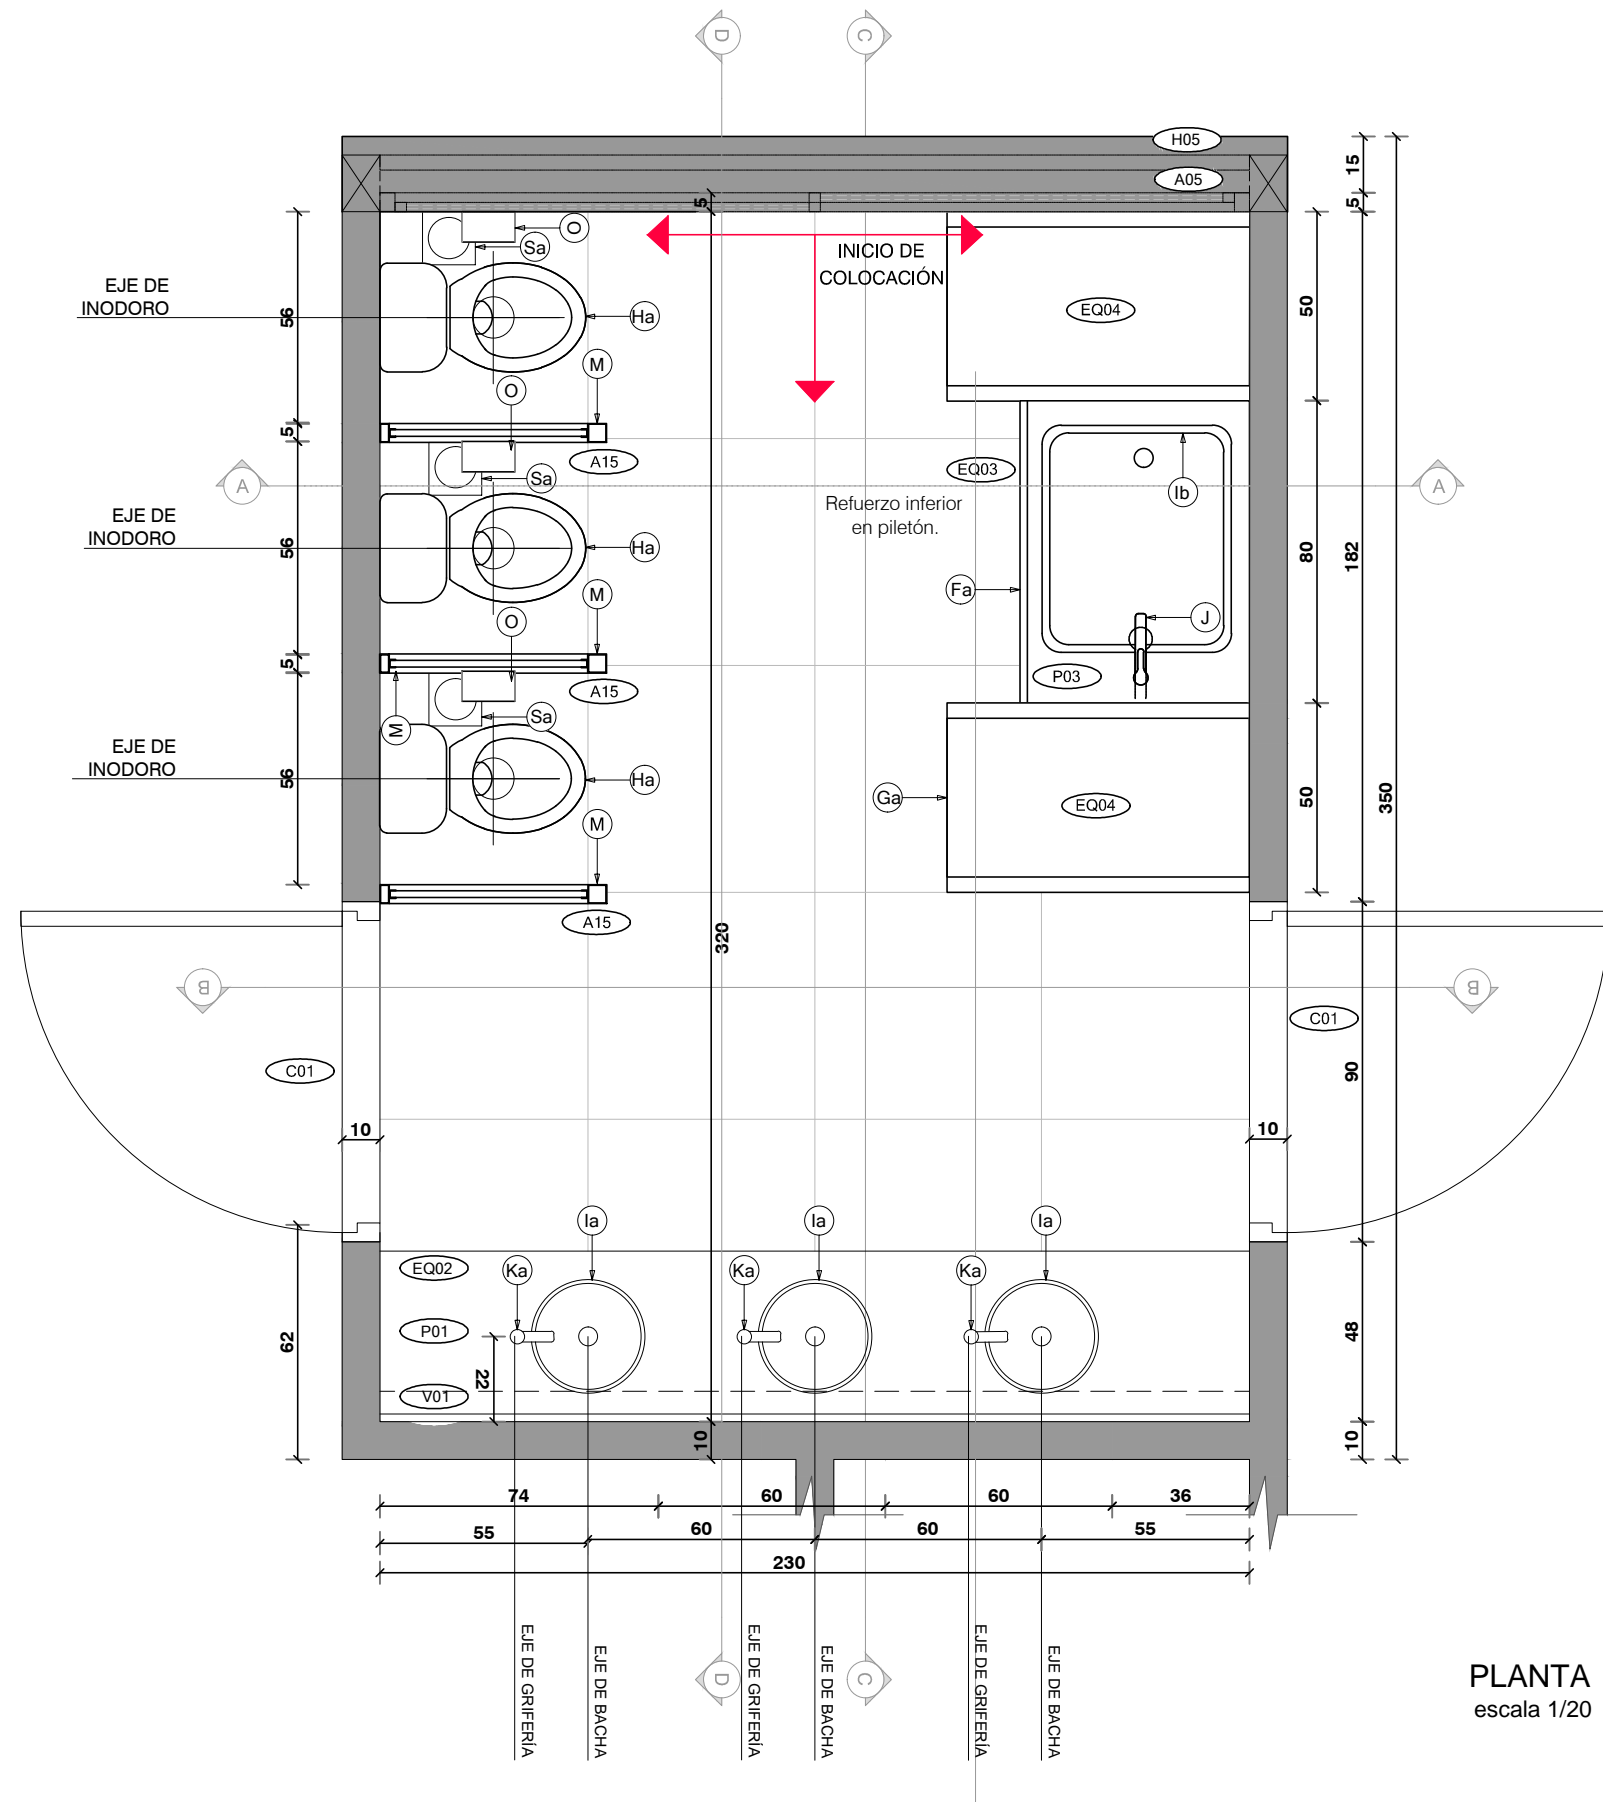 D
C
H05
15
A05
5
5
O
Sa
INICIO DE
COLOCACIÓN
EJE DE
INODORO
56
Ha
EQ04
50
M
O
5
A15
EQ03
A
Sa
Ib
A
Refuerzo inferior
en piletón.
EJE DE
INODORO
56
Ha
80
182
M
Fa
O
J
5
A15
P03
Sa
M
EJE DE
INODORO
56
Ha
Ga
EQ04
50
350
M
A15
320
B
B
C01
C01
90
10
10
Ia
Ia
Ia
EQ02
Ka
Ka
Ka
P01
62
22
48
V01
10
10
74
60
60
36
55
60
60
55
230
EJE DE GRIFERÍA
EJE DE BACHA
EJE DE GRIFERÍA
EJE DE BACHA
EJE DE GRIFERÍA
EJE DE BACHA
D
C
PLANTA
escala 1/20